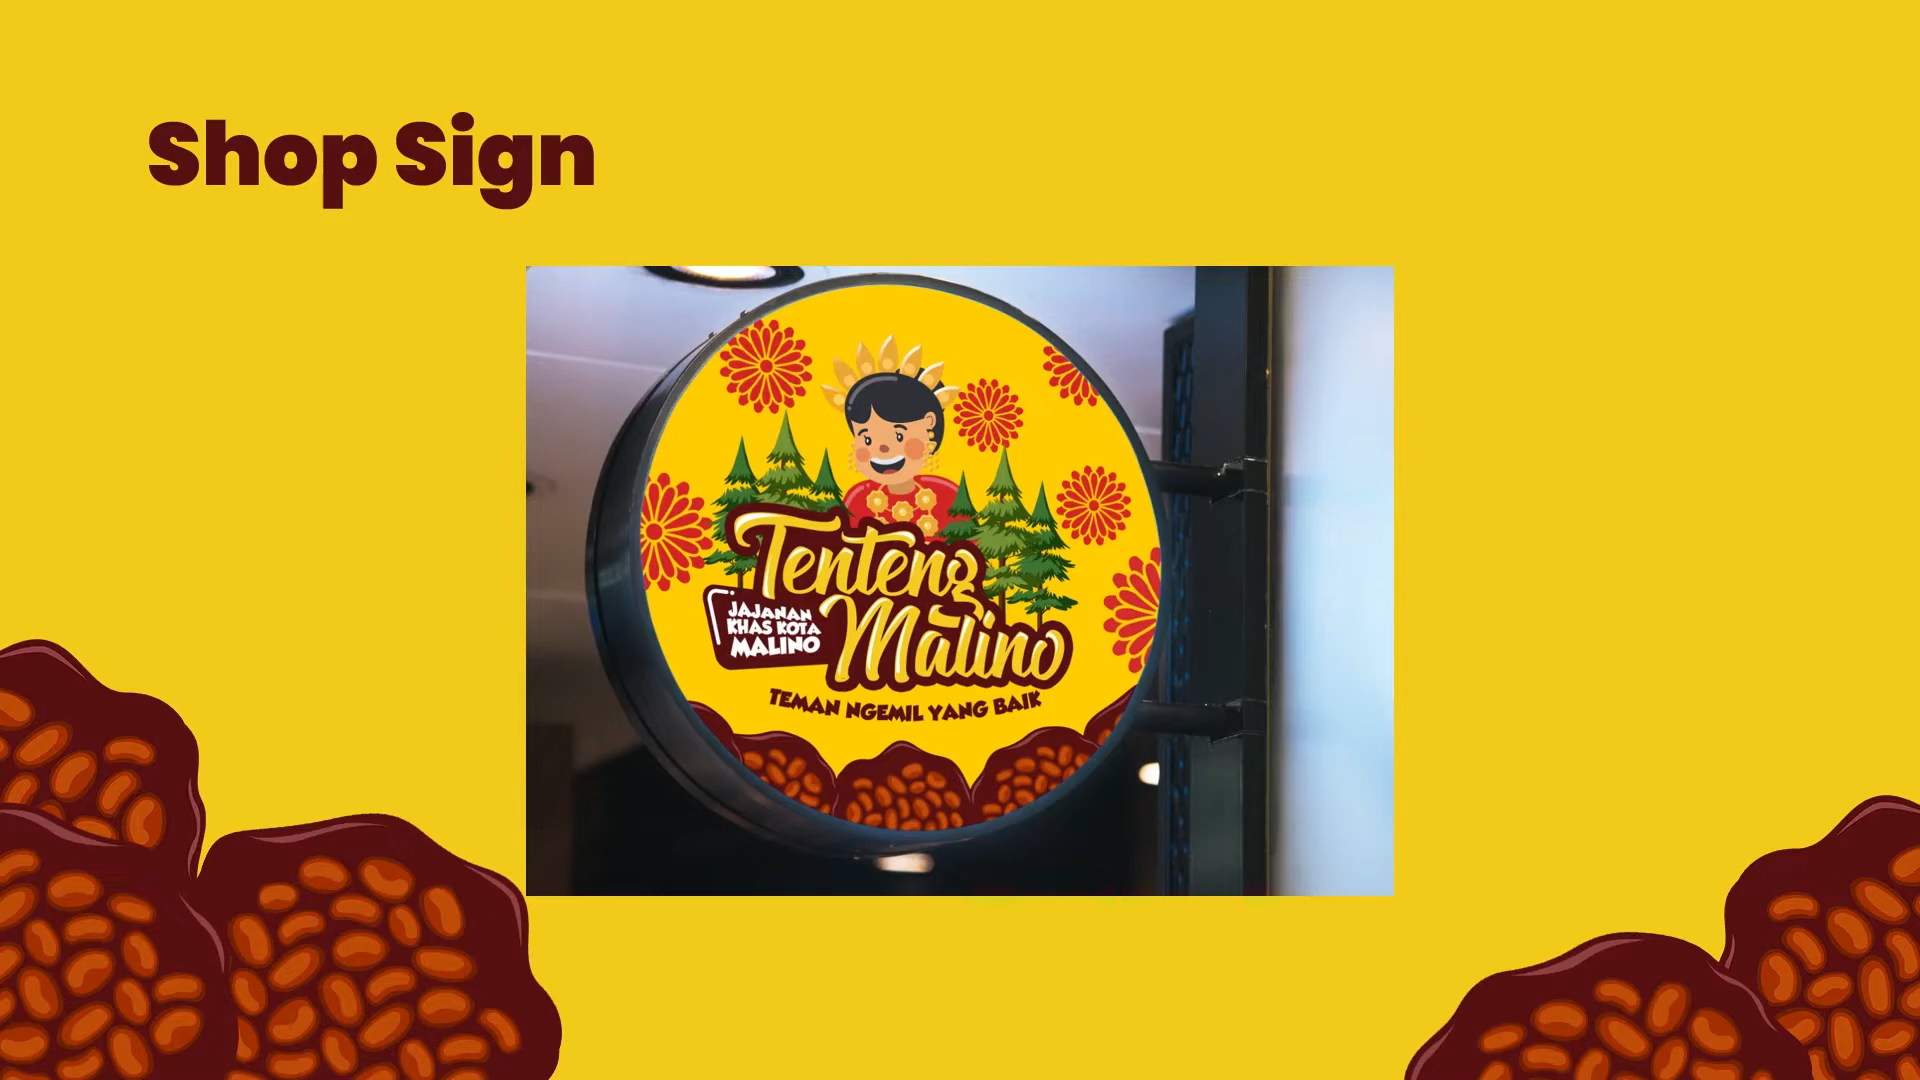 Shop Sign
Tenteng
Malino
JAJANAN
KHAS KOTA
MALINO
TEMAN NGEMIL YANG BAIK